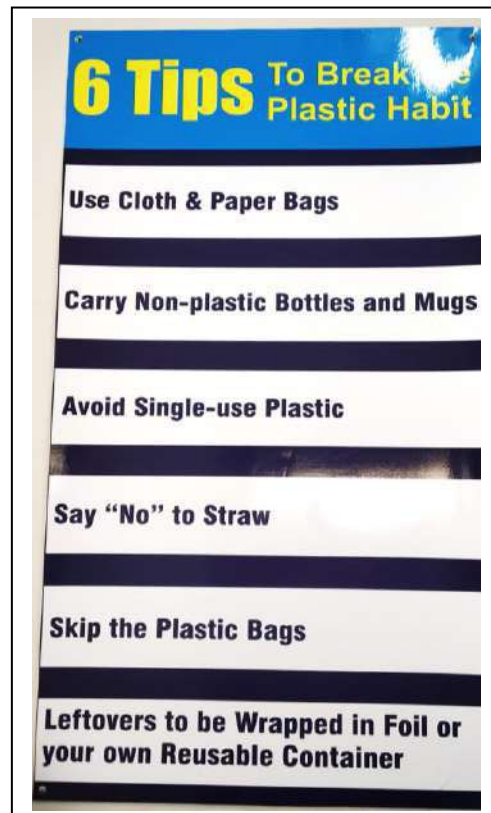 6 Tips
To Break
Plastic Habit
Use Cloth & Paper Bags
Carry Non-plastic Bottles and Mugs
Avoid Single-use Plastic
Say “No” to Straw
Skip the Plastic Bags
Leftovers to be Wrapped in Foil or
your own Reusable Container